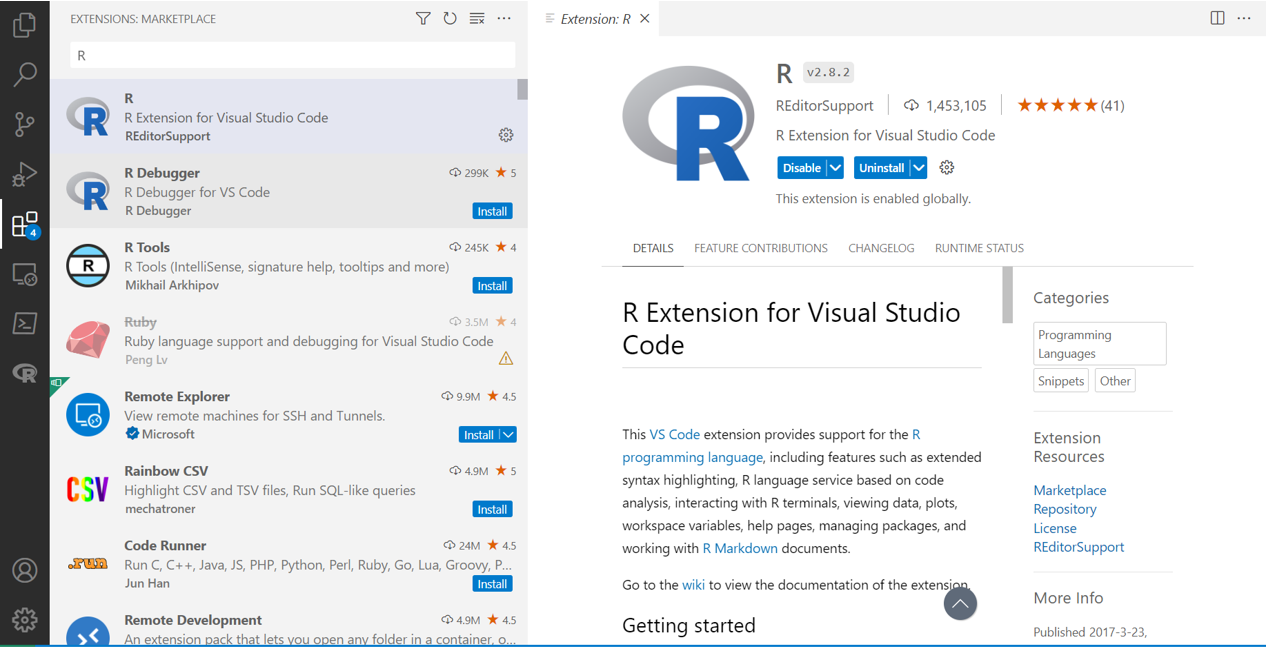 EXTENSIONS: MARKETPLACE
R
R
R Extension for Visual Studio Code
REditorSupport
R Debugger
299K ★ 5
R Debugger for VS Code
R Debugger
Install
R Tools
245K ★ 4
R Tools (IntelliSense, signature help, tooltips and more)
Mikhail Arkhipov
Install
Ruby
3.5M ★ 4
Ruby language support and debugging for Visual Studio Code
Peng Lv
Remote Explorer
9.9M ★ 4.5
View remote machines for SSH and Tunnels.
Microsoft
Install
Rainbow CSV
4.9M ★ 5
Highlight CSV and TSV files, Run SQL-like queries
mechatroner
Install
CSV
Code Runner
24M ★ 4.5
Run C, C++, Java, JS, PHP, Python, Perl, Ruby, Go, Lua, Groovy, P...
Jun Han
Install
.run
Remote Development
4.9M ★ 4.5
An extension pack that lets you open any folder in a container, o...
4
Extension: R
R v2.8.2
REditorSupport
1,453,105
★★★★★(41)
R Extension for Visual Studio Code
Disable
Uninstall
This extension is enabled globally.
DETAILS
FEATURE CONTRIBUTIONS
CHANGELOG
RUNTIME STATUS
R Extension for Visual Studio
Code
This VS Code extension provides support for the R
programming language, including features such as extended
syntax highlighting, R language service based on code
analysis, interacting with R terminals, viewing data, plots,
workspace variables, help pages, managing packages, and
working with R Markdown documents.
Go to the wiki to view the documentation of the extension.
Getting started
Categories
Programming
Languages
Snippets
Other
Extension
Resources
Marketplace
Repository
License
REditorSupport
More Info
Published 2017-3-23,